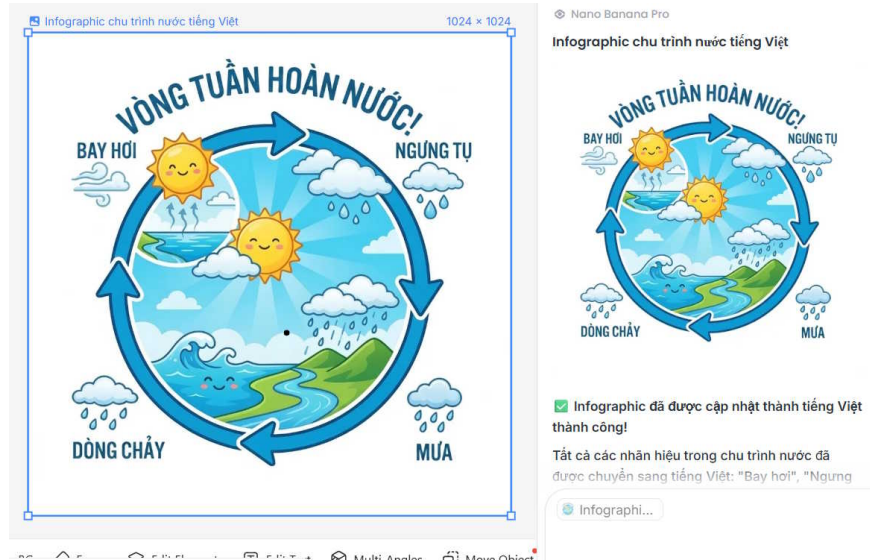 Infographic chu trình nước tiếng Việt
1024 × 1024
VÒNG TUẦN HOÀN NƯỚC!
BAY HƠI
NGƯNG TỤ
DÒNG CHẢY
MƯA
Edit Text
Multi Angles
Move Object
Nano Banana Pro
Infographic chu trình nước tiếng Việt
VÒNG TUẦN HOÀN NƯỚC!
BAY HƠI
NGƯNG TỤ
DÒNG CHẢY
MƯA
✅ Infographic đã được cập nhật thành tiếng Việt
thành công!
Tất cả các nhãn hiệu trong chu trình nước đã
được chuyển sang tiếng Việt: "Bay hơi", "Ngưng
Infographi...